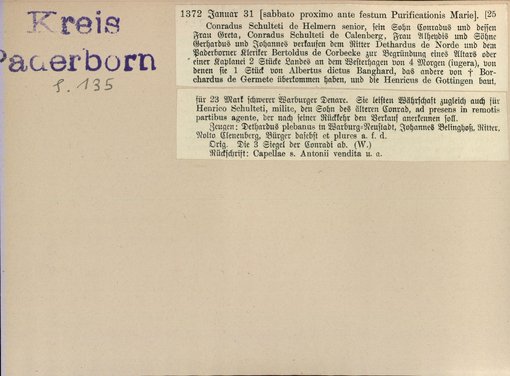 Kreis
Paderborn
S. 135
1372 Januar 31 [sabbato proximo ante festum Purificationis Marie]. [25
Conradus Schulteti de Helmern senior, sein Sohn Conradus und dessen
Frau Greta, Conradus Schulteti de Calenberg, Frau Alheydis und Söhne
Gerhardus und Johannes verkaufen dem Ritter Dethardus de Norde und dem
Paderborner Kleriker Bertoldus de Corbecke zur Begründung eines Altars oder
einer Kaplanei 2 Stücke Landes an dem Westerhagen von 4 Morgen (iugera), von
denen sie 1 Stück von Albertus dictus Banghard, das andere von † Bor-
chardus de Germete überkommen haben, und die Henricus de Gottingen baut,
für 23 Mark schwerer Warburger Denare. Sie leisten Währschaft zugleich auch für
Henrico Schulteti, milite, den Sohn des älteren Conrad, ad presens in remotis
partibus agente, der nach seiner Rückkehr den Verkauf anerkennen soll.
Zeugen: Dethardus plebanus in Warburg-Neustadt, Johannes Belinghoß, Ritter,
Nolto Clenenberg, Bürger daselbst et plures a. f. d.
Orig. Die 3 Siegel der Conradi ab. (W.)
Rückschrift: Capellae s. Antonii vendita u. a.